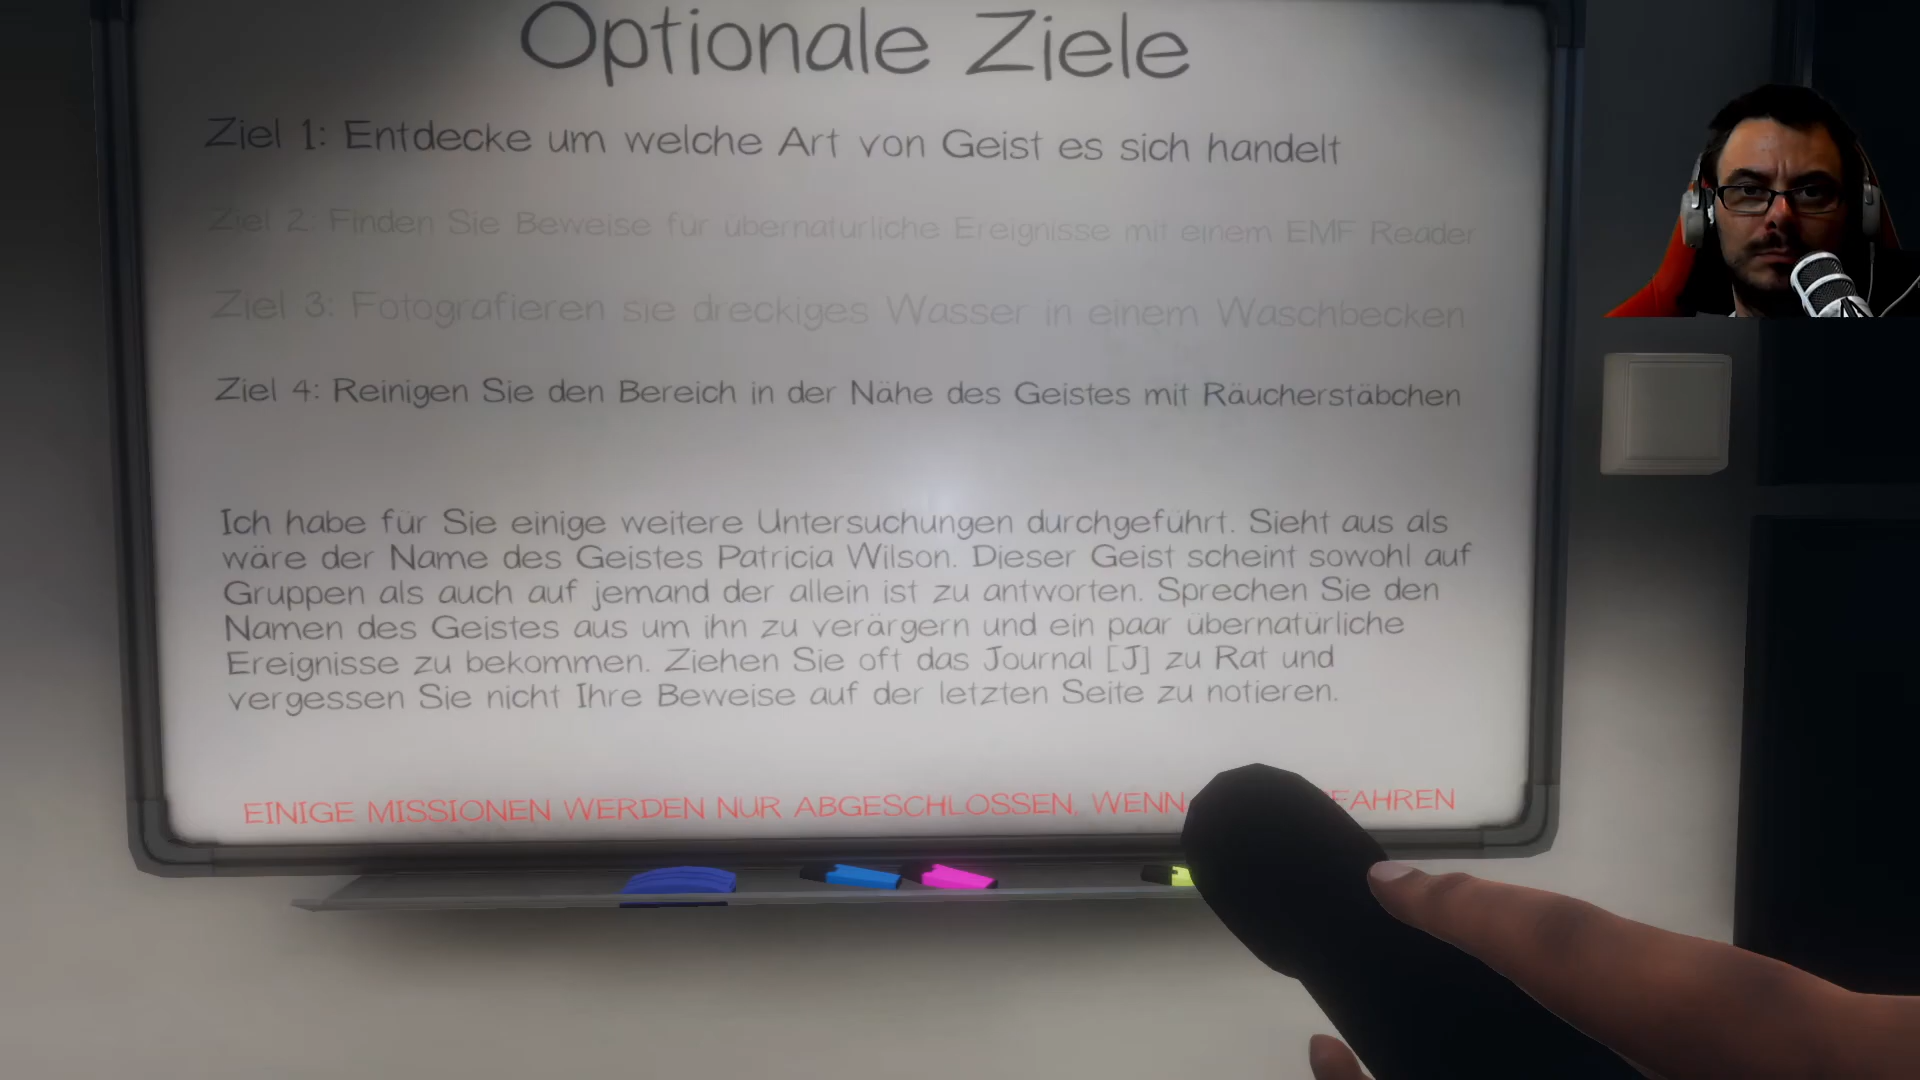 Optionale Ziele
Ziel 1: Entdecke um welche Art von Geist es sich handelt
Ziel 2: Finden Sie Beweise für übernatürliche Ereignisse mit einem EMF Reader
Ziel 3: Fotografieren sie dreckiges Wasser in einem Waschbecken
Ziel 4: Reinigen Sie den Bereich in der Nähe des Geistes mit Räucherstäbchen
Ich habe für Sie einige weitere Untersuchungen durchgeführt. Sieht aus als
wäre der Name des Geistes Patricia Wilson. Dieser Geist scheint sowohl auf
Gruppen als auch auf jemand der allein ist zu antworten. Sprechen Sie den
Namen des Geistes aus um ihn zu verärgern und ein paar übernatürliche
Ereignisse zu bekommen. Ziehen Sie oft das Journal [J] zu Rat und
vergessen Sie nicht Ihre Beweise auf der letzten Seite zu notieren.
EINIGE MISSIONEN WERDEN NUR ABGESCHLOSSEN, WENN FAHREN